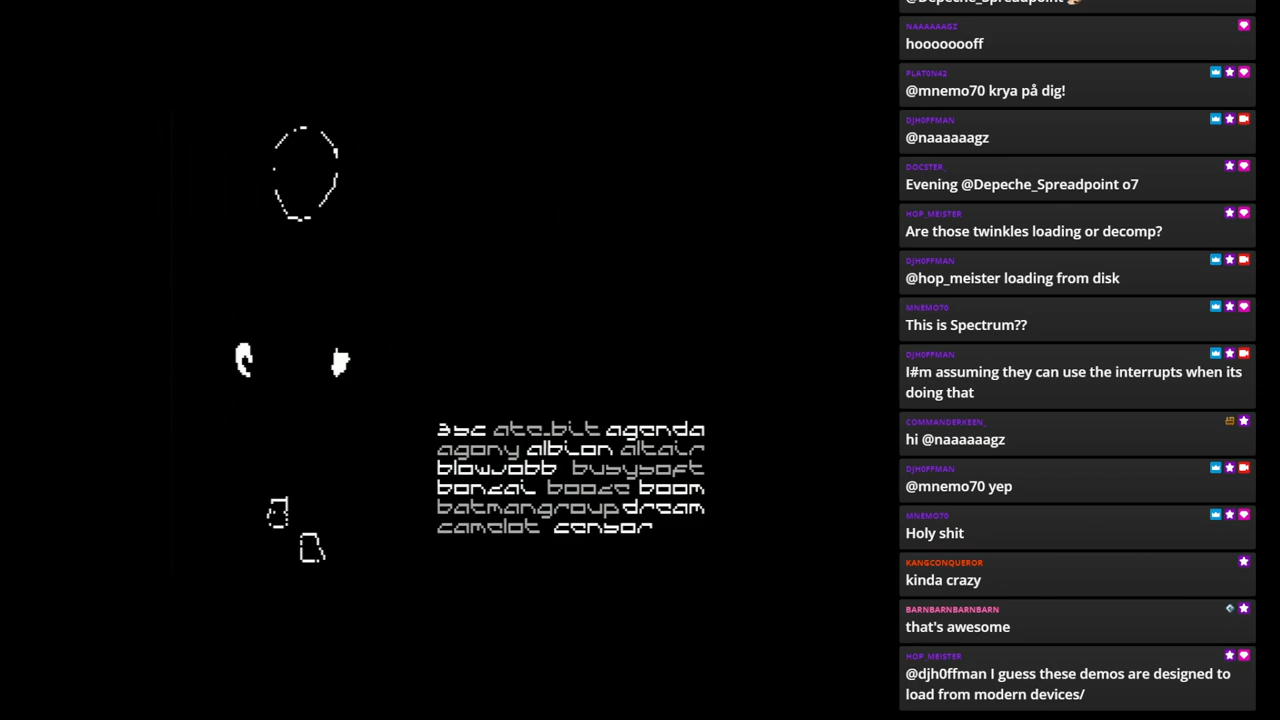 3sc ate.bit agenda
agony albion altair
blowjobb busysoft
bonzai booze boom
batmangroup dream
camelot censor
@Depeche_Spreadpoint
NAAAAAAGZ
hoooooooff
PLAT0N42
@mnemo70 krya på dig!
DJH0FFMAN
@naaaaaagz
DOCSTER_
Evening @Depeche_Spreadpoint o7
HOP_MEISTER
Are those twinkles loading or decomp?
DJH0FFMAN
@hop_meister loading from disk
MNEMO70
This is Spectrum??
DJH0FFMAN
I#m assuming they can use the interrupts when its
doing that
COMMANDERKEEN_
hi @naaaaaagz
DJH0FFMAN
@mnemo70 yep
MNEMO70
Holy shit
KANGCONQUEROR
kinda crazy
BARNBARNBARNBARN
that's awesome
HOP_MEISTER
@djh0ffman I guess these demos are designed to
load from modern devices/